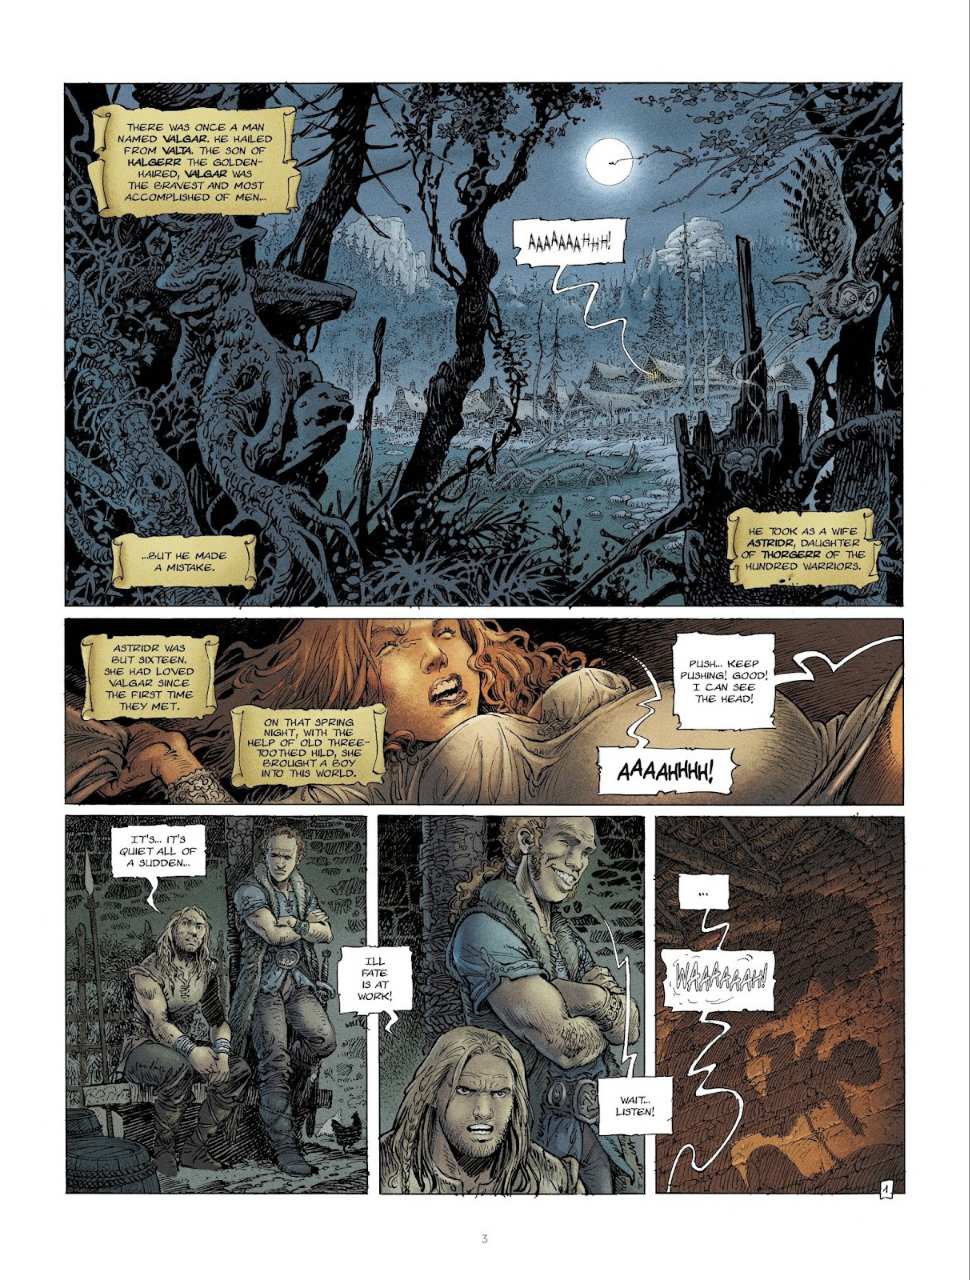 THERE WAS ONCE A MAN
NAMED VALGAR. HE HAILED
FROM VALTA. THE SON OF
HALGERR THE GOLDEN-
HAIRED, VALGAR WAS
THE BRAVEST AND MOST
ACCOMPLISHED OF MEN...
AAAAAAAHHH!
...BUT HE MADE
A MISTAKE.
HE TOOK AS A WIFE
ASTRIDR, DAUGHTER
OF THORGERR OF THE
HUNDRED WARRIORS.
ASTRIDR WAS
BUT SIXTEEN.
SHE HAD LOVED
VALGAR SINCE
THE FIRST TIME
THEY MET.
ON THAT SPRING
NIGHT, WITH THE
HELP OF OLD THREE-
TOOTHED HILD, SHE
BROUGHT A BOY
INTO THIS WORLD.
PUSH... KEEP
PUSHING! GOOD!
I CAN SEE
THE HEAD!
AAAAHHHH!
IT'S... IT'S
QUIET ALL OF
A SUDDEN...
ILL
FATE
IS AT
WORK!
WAIT...
LISTEN!
...
WAAAAAAH!
1
3